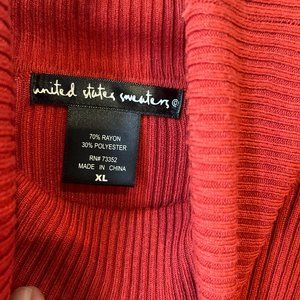 united states sweaters ®
70% RAYON
30% POLYESTER
RN# 73352
MADE IN CHINA
XL